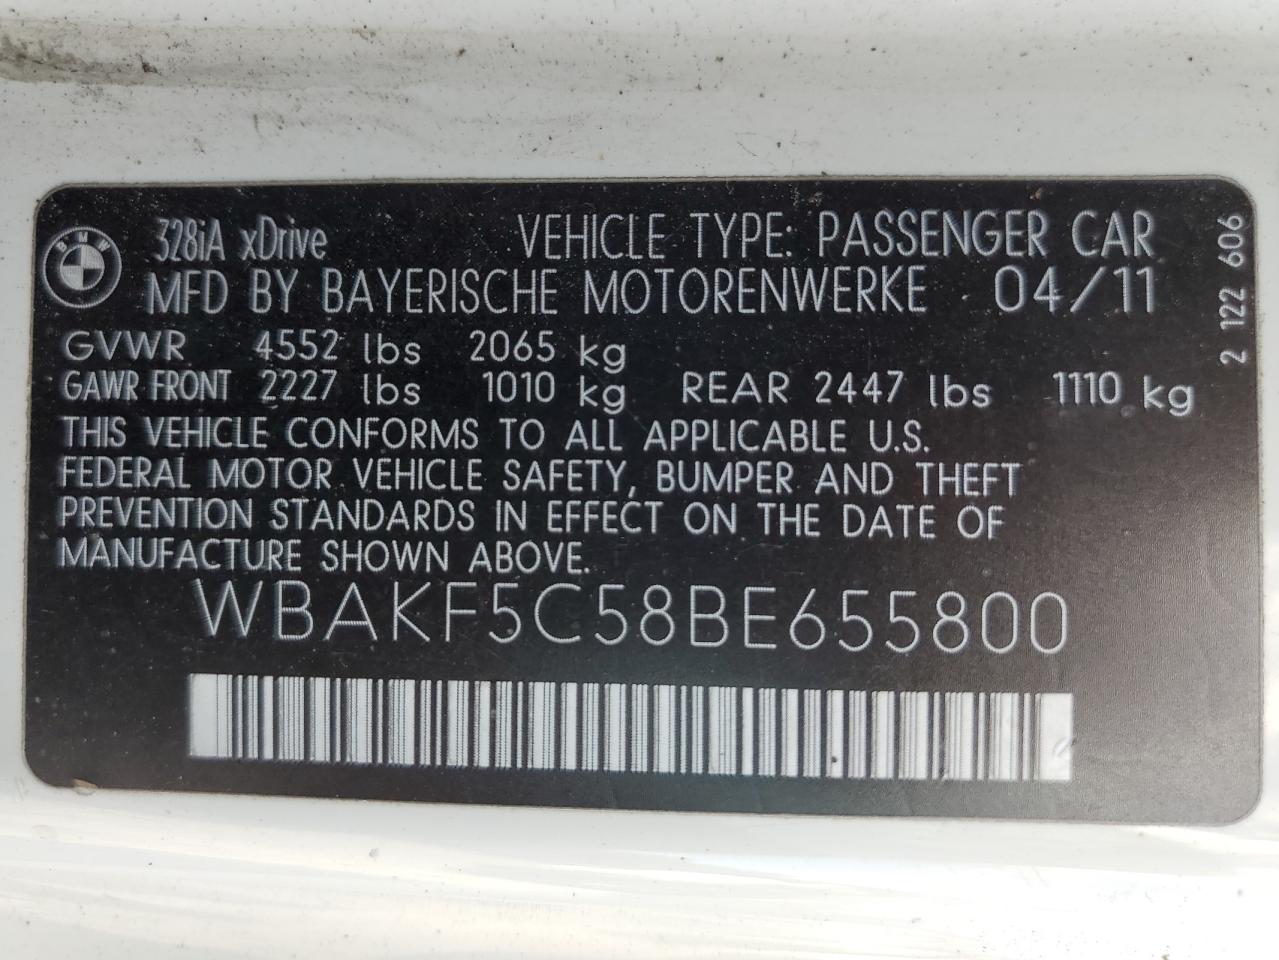 BMW
328iA xDrive VEHICLE TYPE: PASSENGER CAR
MFD BY BAYERISCHE MOTORENWERKE 04/11
GVWR 4552 lbs 2065 kg
GAWR FRONT 2227 lbs 1010 kg REAR 2447 lbs 1110 kg
THIS VEHICLE CONFORMS TO ALL APPLICABLE U.S.
FEDERAL MOTOR VEHICLE SAFETY, BUMPER AND THEFT
PREVENTION STANDARDS IN EFFECT ON THE DATE OF
MANUFACTURE SHOWN ABOVE.
WBAKF5C58BE655800
2 122 606